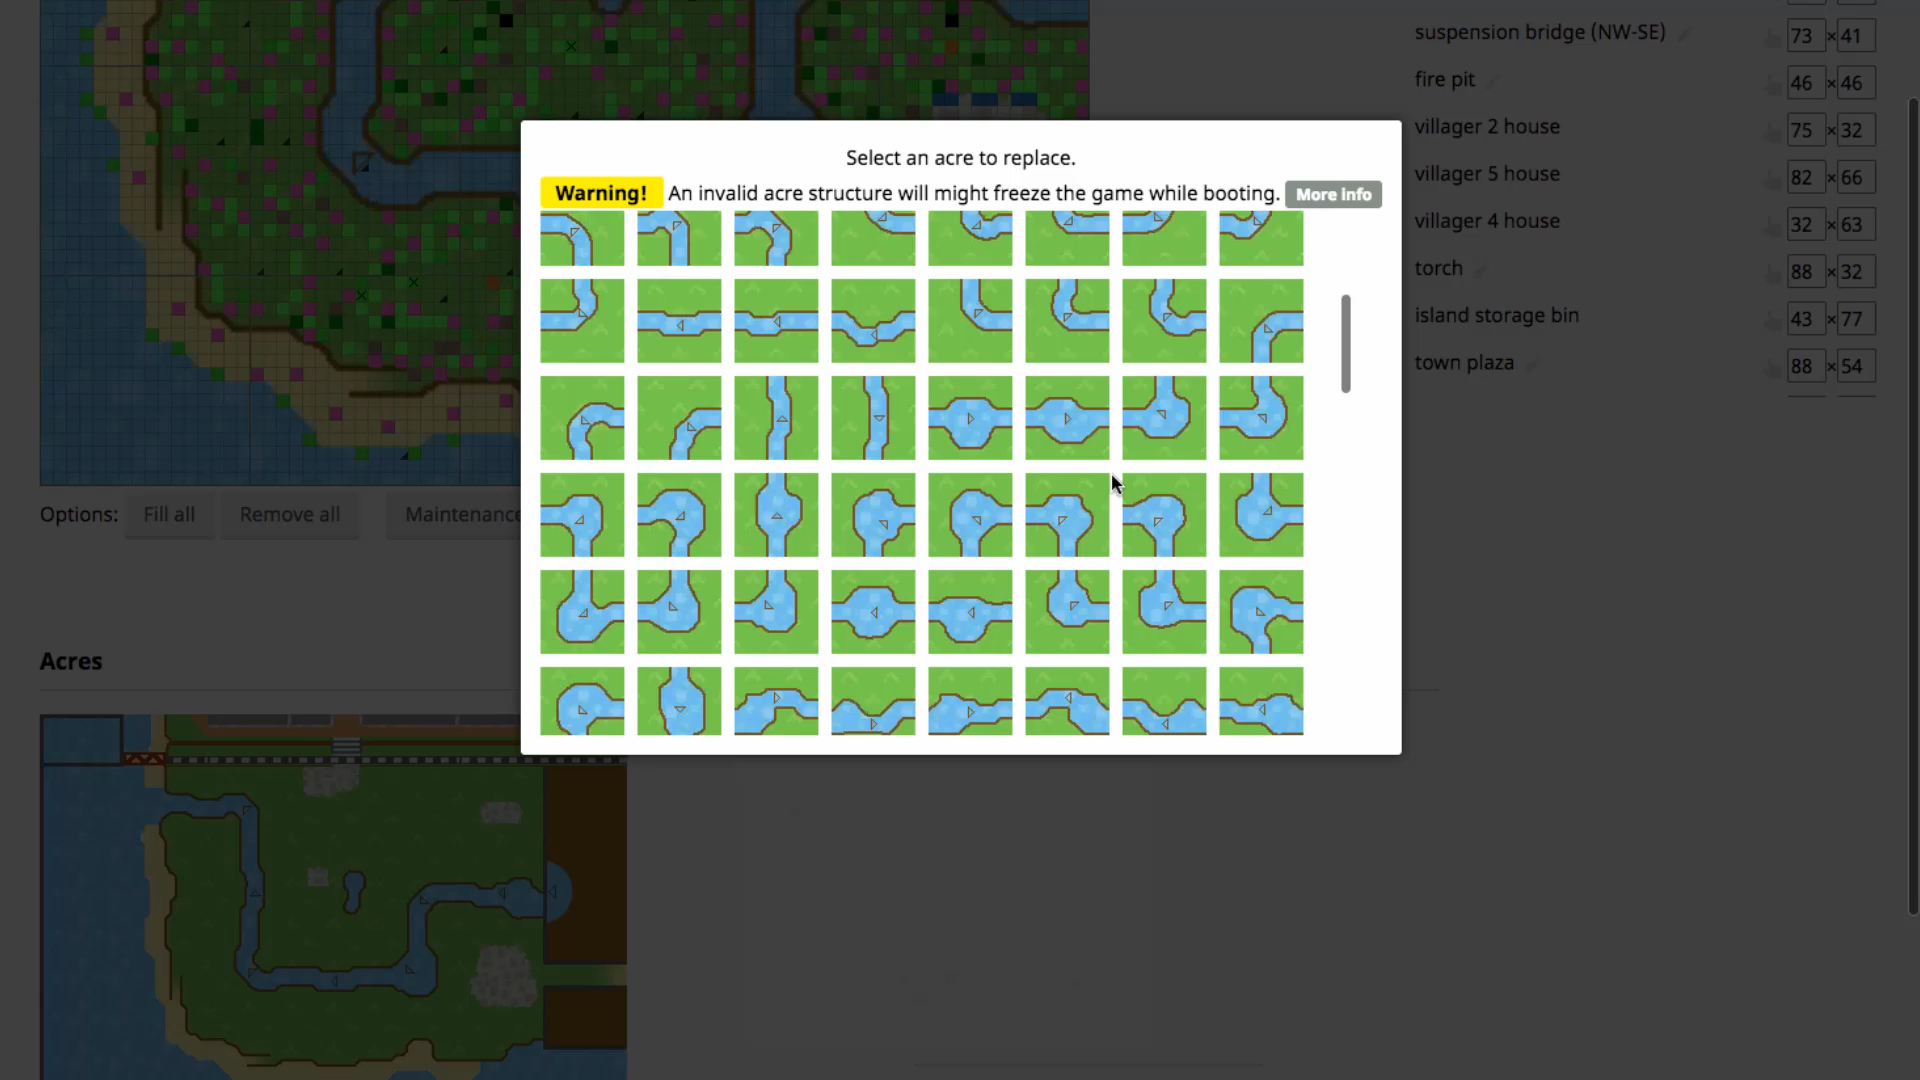 suspension bridge (NW-SE) 73 × 41
fire pit 46 × 46
villager 2 house 75 × 32
villager 5 house 82 × 66
villager 4 house 32 × 63
torch 88 × 32
island storage bin 43 × 77
town plaza 88 × 54
Select an acre to replace.
Warning! An invalid acre structure will might freeze the game while booting. More info
Options: Fill all Remove all Maintenance
Acres